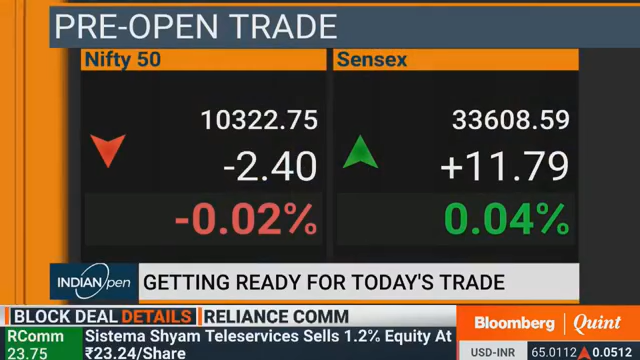 PRE-OPEN TRADE
Nifty 50
10322.75
-2.40
-0.02%
Sensex
33608.59
+11.79
0.04%
INDIAN open
GETTING READY FOR TODAY'S TRADE
BLOCK DEAL DETAILS RELIANCE COMM
RComm
23.75
Sistema Shyam Teleservices Sells 1.2% Equity At
₹23.24/Share
Bloomberg | Quint
USD-INR 65.0112 0.0512